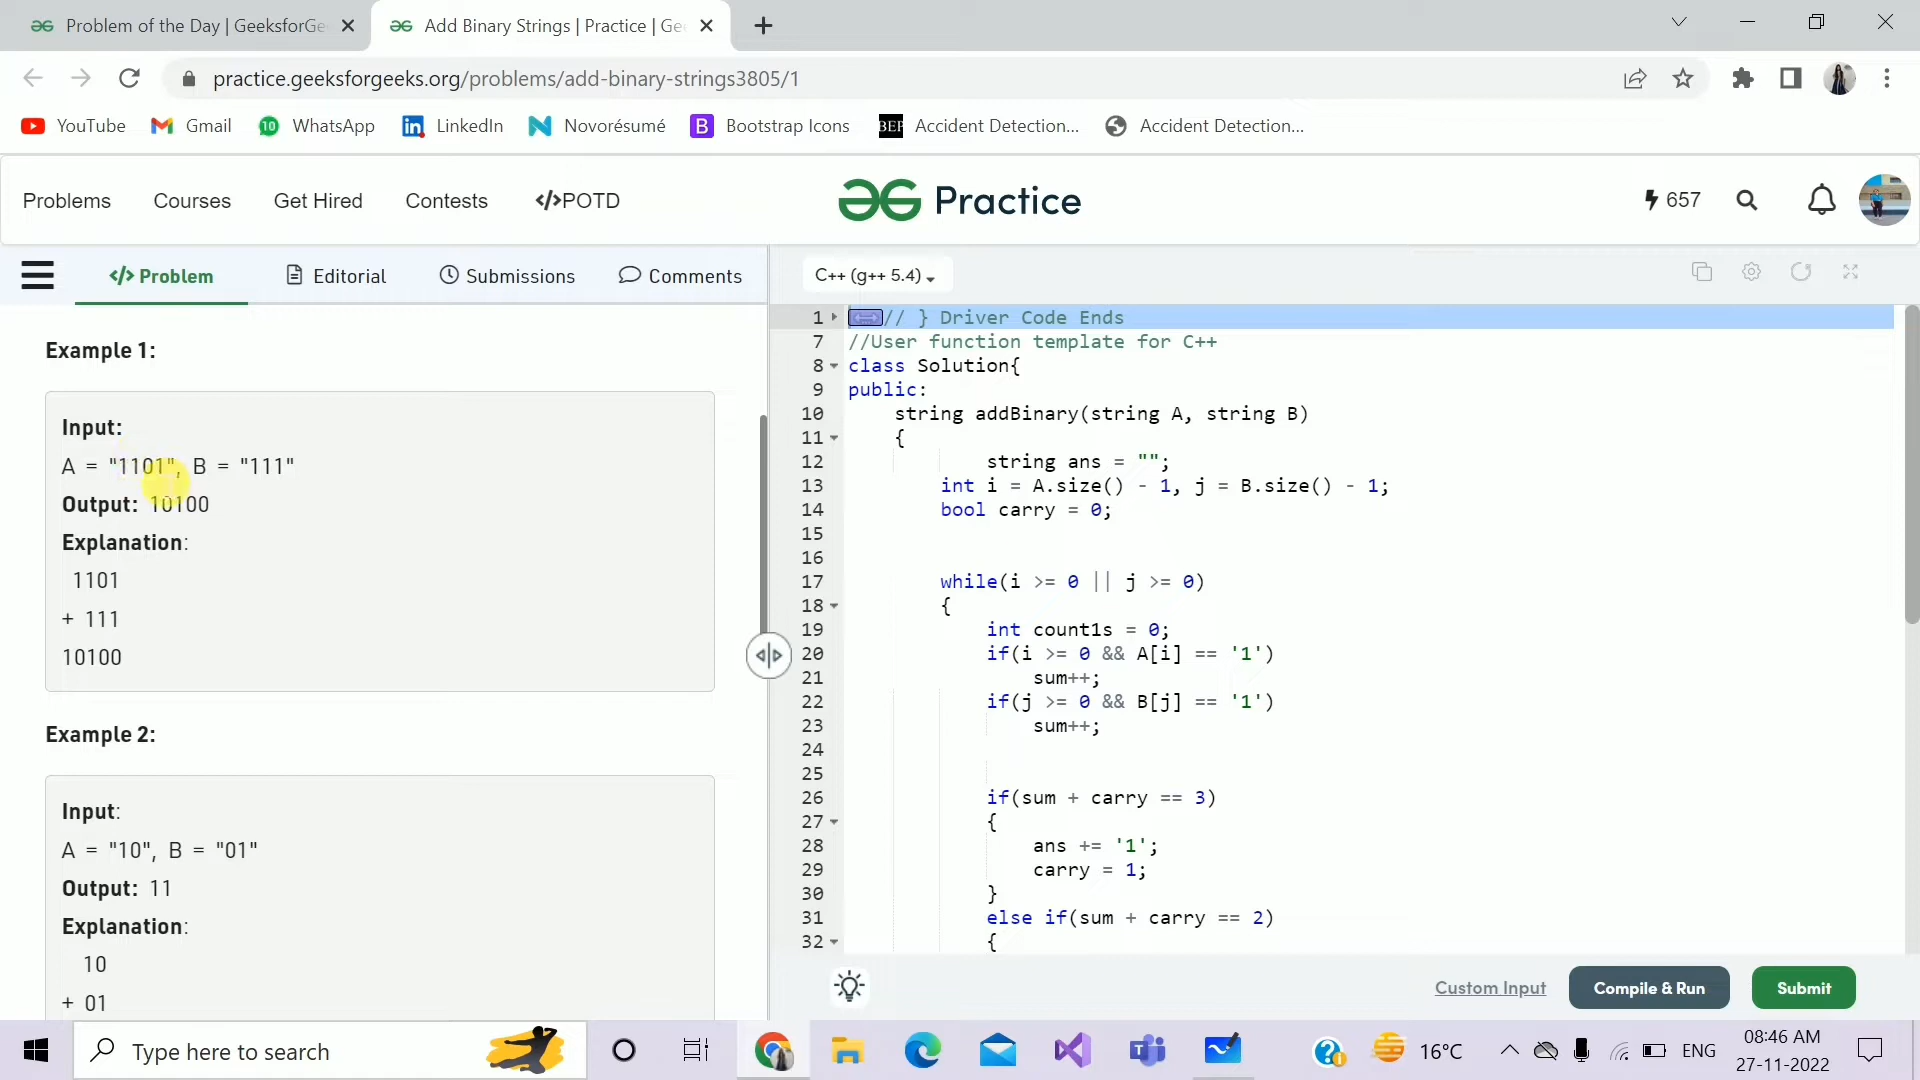 Problem of the Day | GeeksforGe
Add Binary Strings | Practice | Ge
practice.geeksforgeeks.org/problems/add-binary-strings3805/1
YouTube
Gmail
10
WhatsApp
LinkedIn
Novorésumé
B
Bootstrap Icons
BEP
Accident Detection...
Accident Detection...
Problems
Courses
Get Hired
Contests
</>POTD
Practice
657
</> Problem
Editorial
Submissions
Comments
C++ (g++ 5.4)
Example 1:
Input:
A = "1101", B = "111"
Output: 10100
Explanation:
1101
+ 111
10100
Example 2:
Input:
A = "10", B = "01"
Output: 11
Explanation:
10
+ 01
1 // } Driver Code Ends
7 //User function template for C++
8 class Solution{
9 public:
10 string addBinary(string A, string B)
11 {
12 string ans = "";
13 int i = A.size() - 1, j = B.size() - 1;
14 bool carry = 0;
15
16
17 while(i >= 0 || j >= 0)
18 {
19 int count1s = 0;
20 if(i >= 0 && A[i] == '1')
21 sum++;
22 if(j >= 0 && B[j] == '1')
23 sum++;
24
25
26 if(sum + carry == 3)
27 {
28 ans += '1';
29 carry = 1;
30 }
31 else if(sum + carry == 2)
32 {
Custom Input
Compile & Run
Submit
Type here to search
16°C
ENG
08:46 AM
27-11-2022